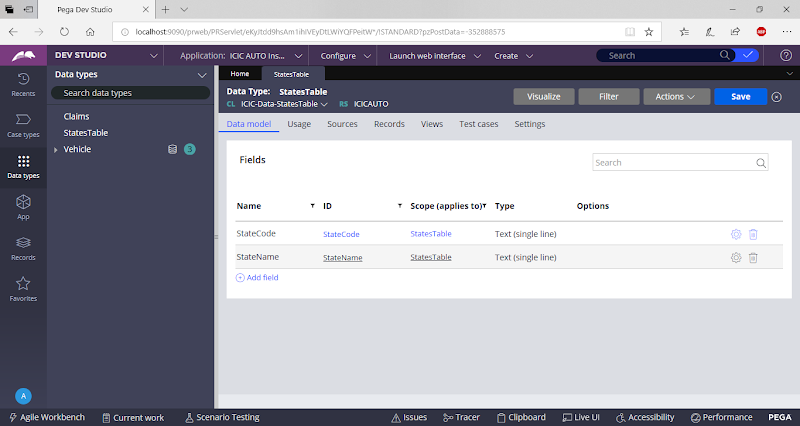 Pega Dev Studio
localhost:9090/prweb/PRServlet/eKyJtdd9hsAm1ihIVEyDtLWiYQFPeitW*/!STANDARD?pzPostData=-352888575
DEV STUDIO
Application: ICIC AUTO Ins...
Configure
Launch web interface
Create
Search
Recents
Case types
Data types
App
Records
Favorites
A
Data types
Search data types
Claims
StatesTable
Vehicle
3
Home
StatesTable
Data Type: StatesTable
CL ICIC-Data-StatesTable RS ICICAUTO
Visualize
Filter
Actions
Save
Data model Usage Sources Records Views Test cases Settings
Fields
Search
Name ID Scope (applies to) Type Options
StateCode StateCode StatesTable Text (single line)
StateName StateName StatesTable Text (single line)
Add field
Agile Workbench Current work Scenario Testing Issues Tracer Clipboard Live UI Accessibility Performance PEGA